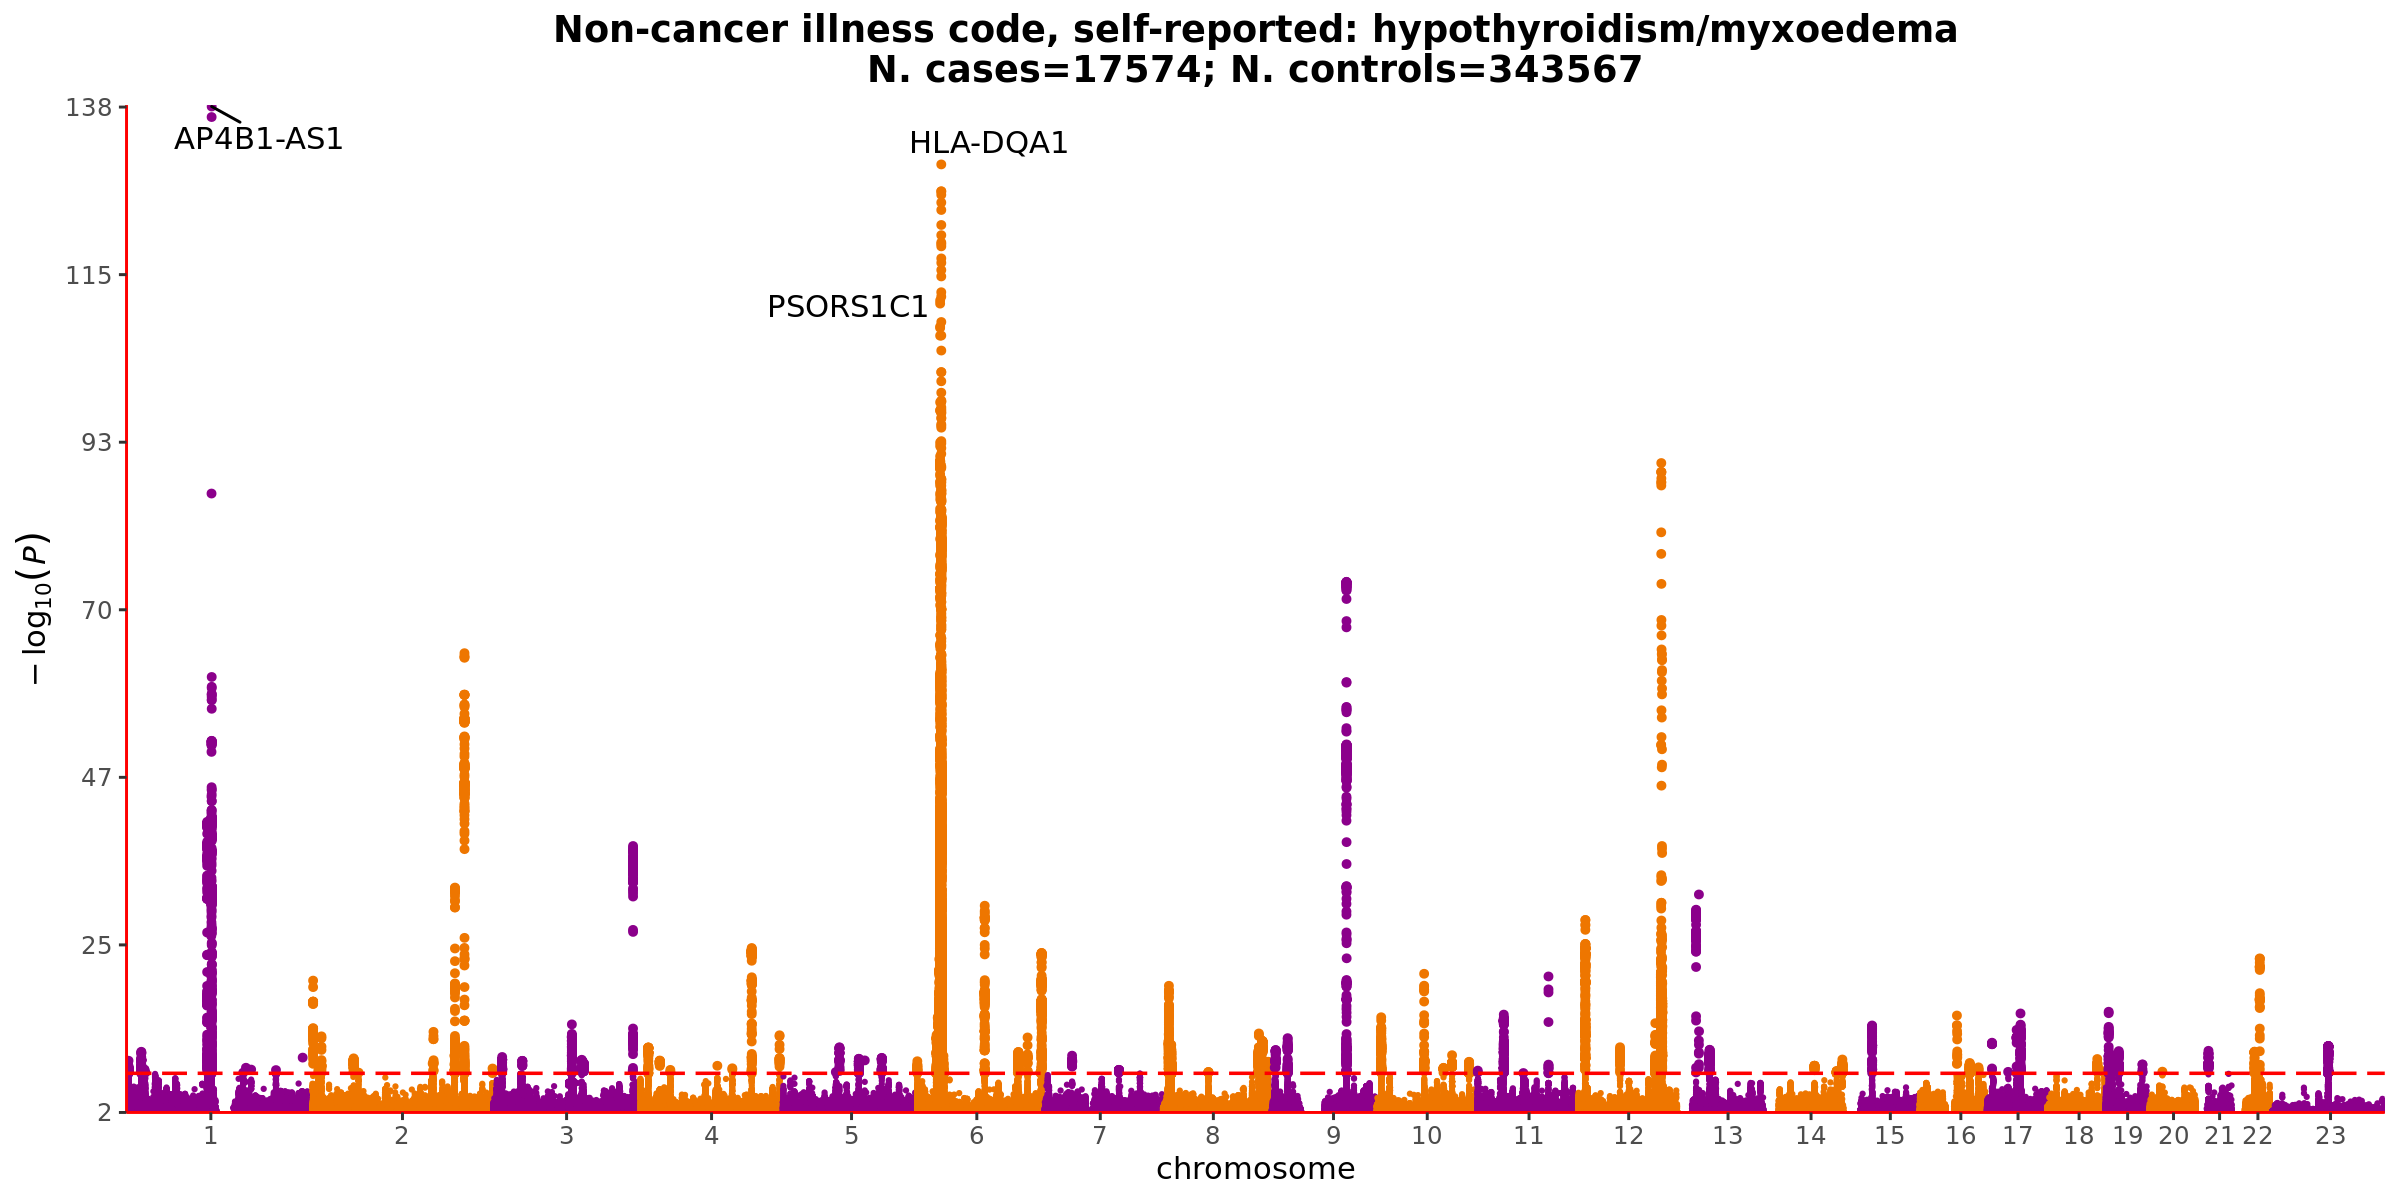 Non-cancer illness code, self-reported: hypothyroidism/myxoedema
N. cases=17574; N. controls=343567
138
AP4B1-AS1
HLA-DQA1
115
PSORS1C1
93
70
47
25
2
−log10(P)
1 2 3 4 5 6 7 8 9 10 11 12 13 14 15 16 17 18 19 20 21 22 23
chromosome